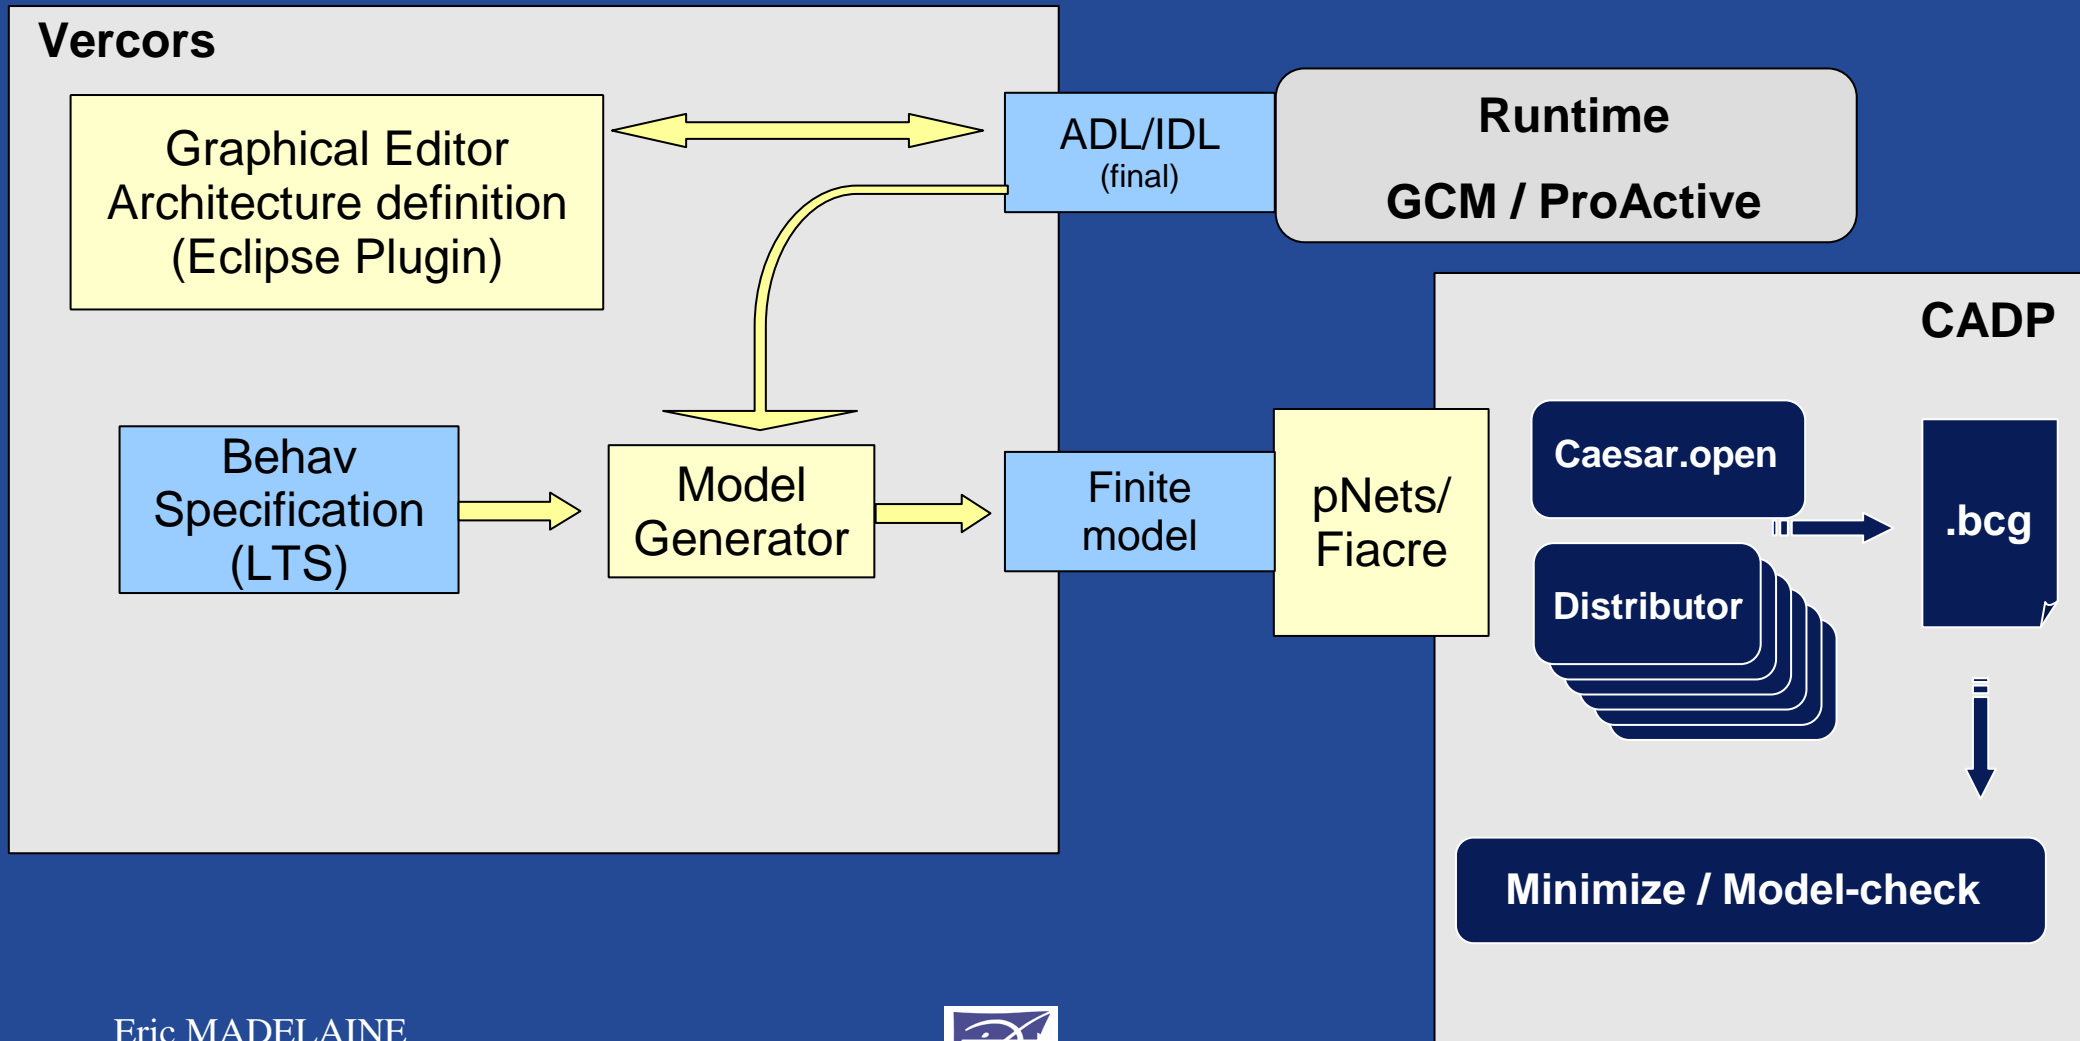 Vercors
Graphical Editor
Architecture definition
(Eclipse Plugin)
ADL/IDL
(final)
Runtime
GCM / ProActive
CADP
Behav
Specification
(LTS)
Model
Generator
Finite
model
pNets/
Fiacre
Caesar.open
Distributor
.bcg
Minimize / Model-check
Eric MADELAINE